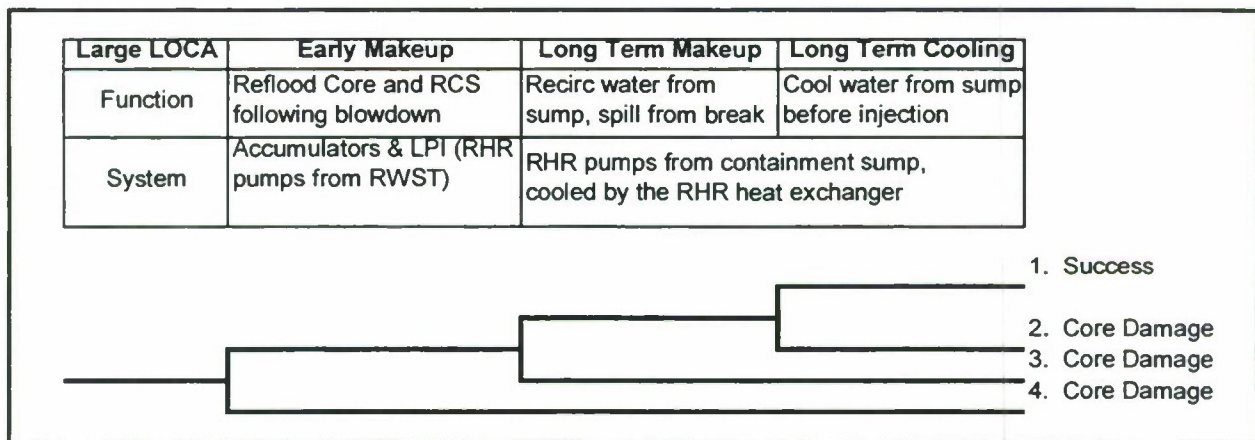 Large LOCA
Early Makeup
Long Term Makeup
Long Term Cooling
Function
Reflood Core and RCS
following blowdown
Recirc water from
sump, spill from break
Cool water from sump
before injection
System
Accumulators & LPI (RHR
pumps from RWST)
RHR pumps from containment sump,
cooled by the RHR heat exchanger
1. Success
2. Core Damage
3. Core Damage
4. Core Damage